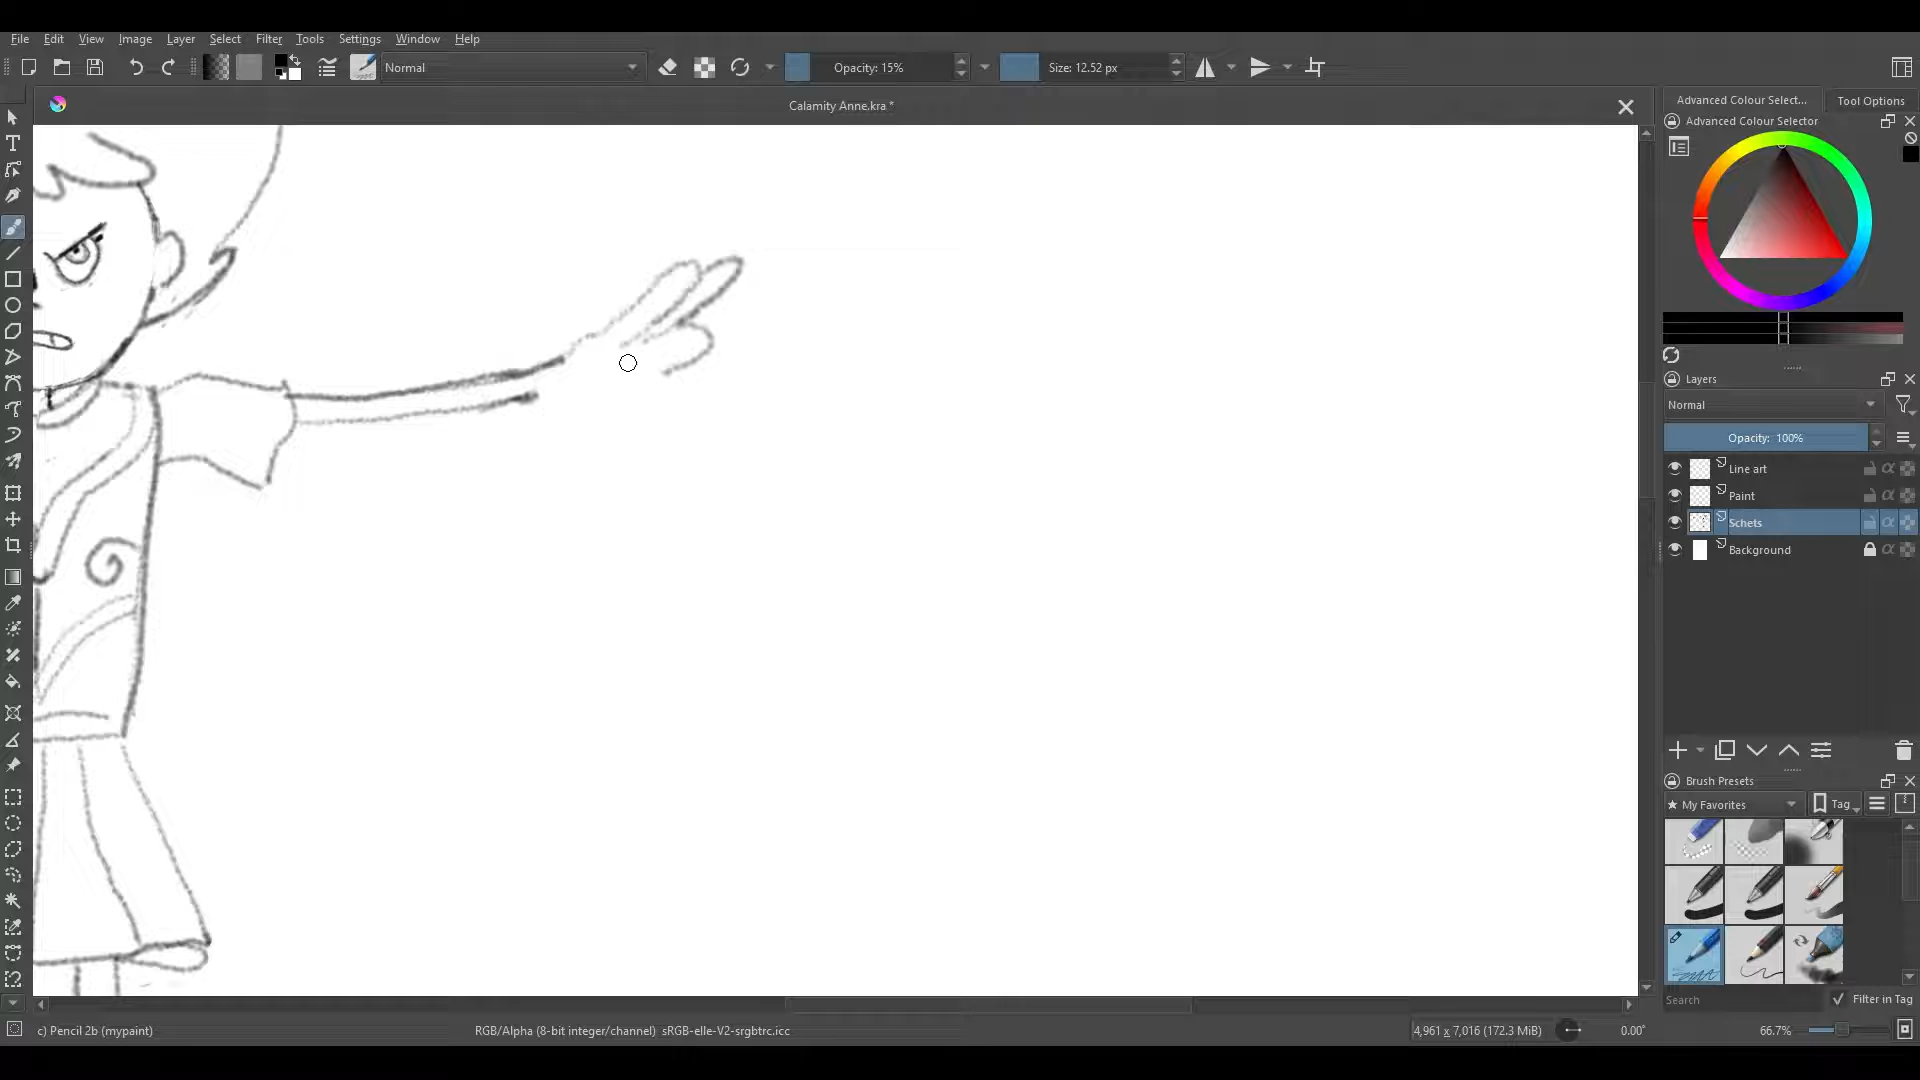 File Edit View Image Layer Select Filter Tools Settings Window Help
Normal Opacity: 15% Size: 12.52 px
Calamity Anne.kra *
Advanced Colour Select... Tool Options
Advanced Colour Selector
Layers
Normal
Opacity: 100%
Line art
Paint
Schets
Background
Brush Presets
My Favorites Tag
Search Filter in Tag
c) Pencil 2b (mypaint) RGB/Alpha (8-bit integer/channel) sRGB-elle-V2-srgbtrc.icc 4,961 x 7,016 (172.3 MiB) 0.00° 66.7%